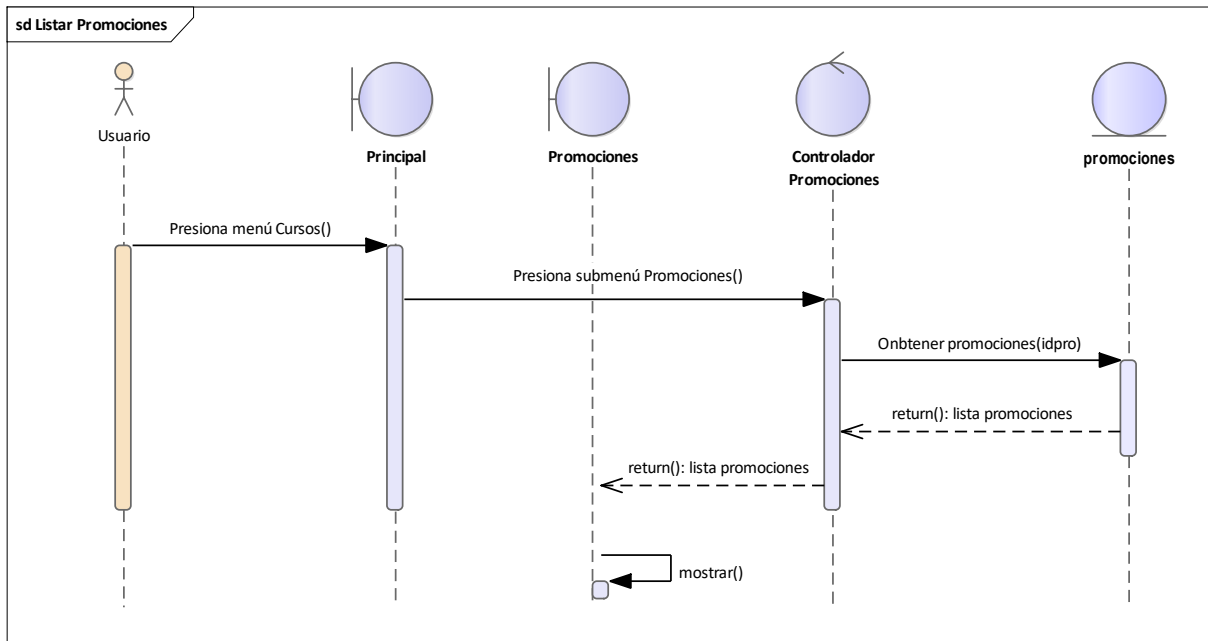 sd Listar Promociones
Usuario
Principal
Promociones
Controlador
Promociones
promociones
Presiona menú Cursos()
Presiona submenú Promociones()
Onbtener promociones(idpro)
return(): lista promociones
return(): lista promociones
mostrar()